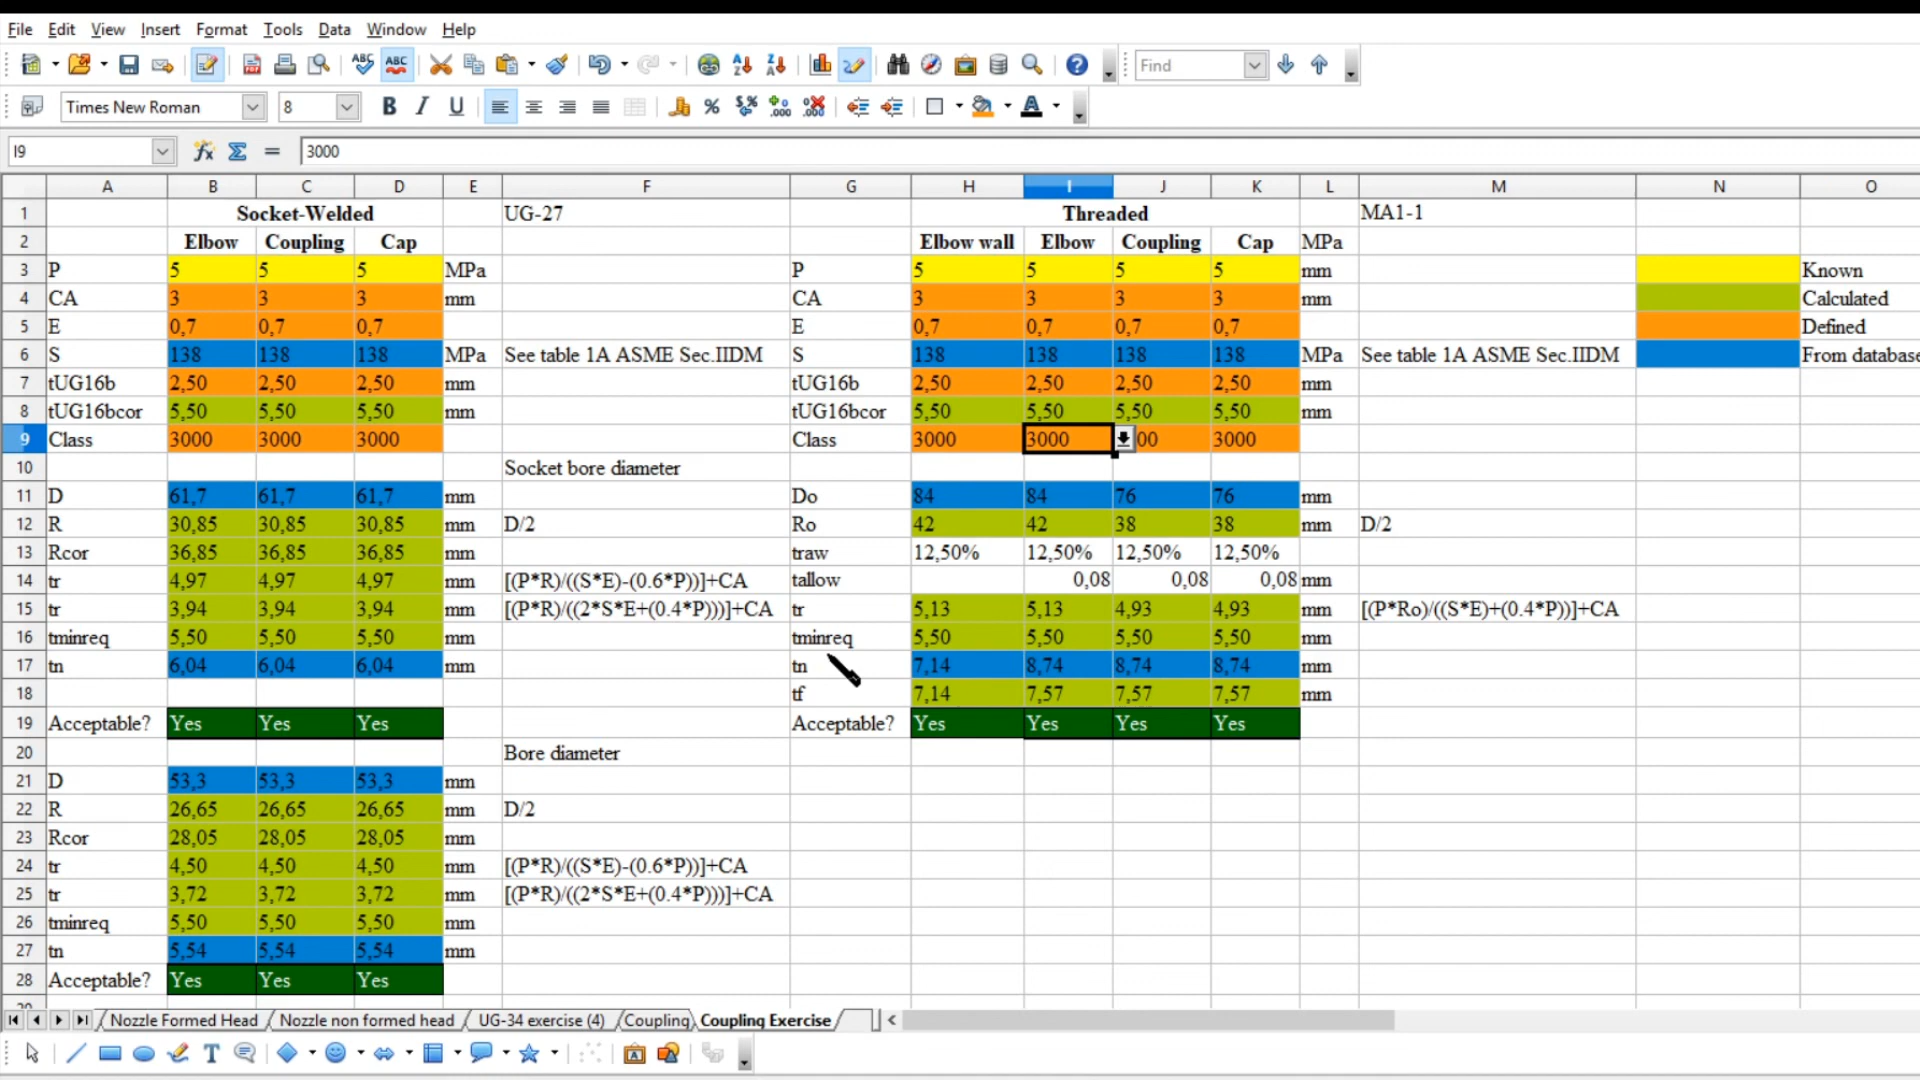 File Edit View Insert Format Tools Data Window Help
Find
Times New Roman 8
I9 3000
A B C D E F G H I J K L M N O
1 Socket-Welded UG-27 Threaded MA1-1
2 Elbow Coupling Cap Elbow wall Elbow Coupling Cap MPa
3 P 5 5 5 MPa P 5 5 5 5 mm Known
4 CA 3 3 3 mm CA 3 3 3 3 mm Calculated
5 E 0,7 0,7 0,7 E 0,7 0,7 0,7 0,7 Defined
6 S 138 138 138 MPa See table 1A ASME Sec.IIDM S 138 138 138 138 MPa See table 1A ASME Sec.IIDM From database
7 tUG16b 2,50 2,50 2,50 mm tUG16b 2,50 2,50 2,50 2,50 mm
8 tUG16bcor 5,50 5,50 5,50 mm tUG16bcor 5,50 5,50 5,50 5,50 mm
9 Class 3000 3000 3000 Class 3000 3000 00 3000
10 Socket bore diameter
11 D 61,7 61,7 61,7 mm Do 84 84 76 76 mm
12 R 30,85 30,85 30,85 mm D/2 Ro 42 42 38 38 mm D/2
13 Rcor 36,85 36,85 36,85 mm traw 12,50% 12,50% 12,50% 12,50%
14 tr 4,97 4,97 4,97 mm [(P*R)/((S*E)-(0.6*P))]+CA tallow 0,08 0,08 0,08 mm
15 tr 3,94 3,94 3,94 mm [(P*R)/((2*S*E+(0.4*P)))]+CA tr 5,13 5,13 4,93 4,93 mm [(P*Ro)/((S*E)+(0.4*P))]+CA
16 tminreq 5,50 5,50 5,50 mm tminreq 5,50 5,50 5,50 5,50 mm
17 tn 6,04 6,04 6,04 mm tn 7,14 8,74 8,74 8,74 mm
18 tf 7,14 7,57 7,57 7,57 mm
19 Acceptable? Yes Yes Yes Acceptable? Yes Yes Yes Yes
20 Bore diameter
21 D 53,3 53,3 53,3 mm
22 R 26,65 26,65 26,65 mm D/2
23 Rcor 28,05 28,05 28,05 mm
24 tr 4,50 4,50 4,50 mm [(P*R)/((S*E)-(0.6*P))]+CA
25 tr 3,72 3,72 3,72 mm [(P*R)/((2*S*E+(0.4*P)))]+CA
26 tminreq 5,50 5,50 5,50 mm
27 tn 5,54 5,54 5,54 mm
28 Acceptable? Yes Yes Yes
Nozzle Formed Head Nozzle non formed head UG-34 exercise (4) Coupling Coupling Exercise